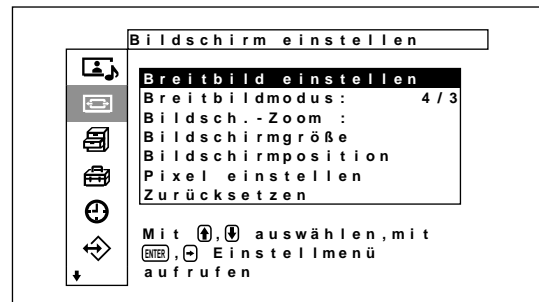 Bildschirm einstellen
Breitbild einstellen
Breitbildmodus: 4/3
Bildsch.-Zoom :
Bildschirmgröße
Bildschirmposition
Pixel einstellen
Zurücksetzen
Mit ↑,↓ auswählen,mit
ENTER,→ Einstellmenü
aufrufen